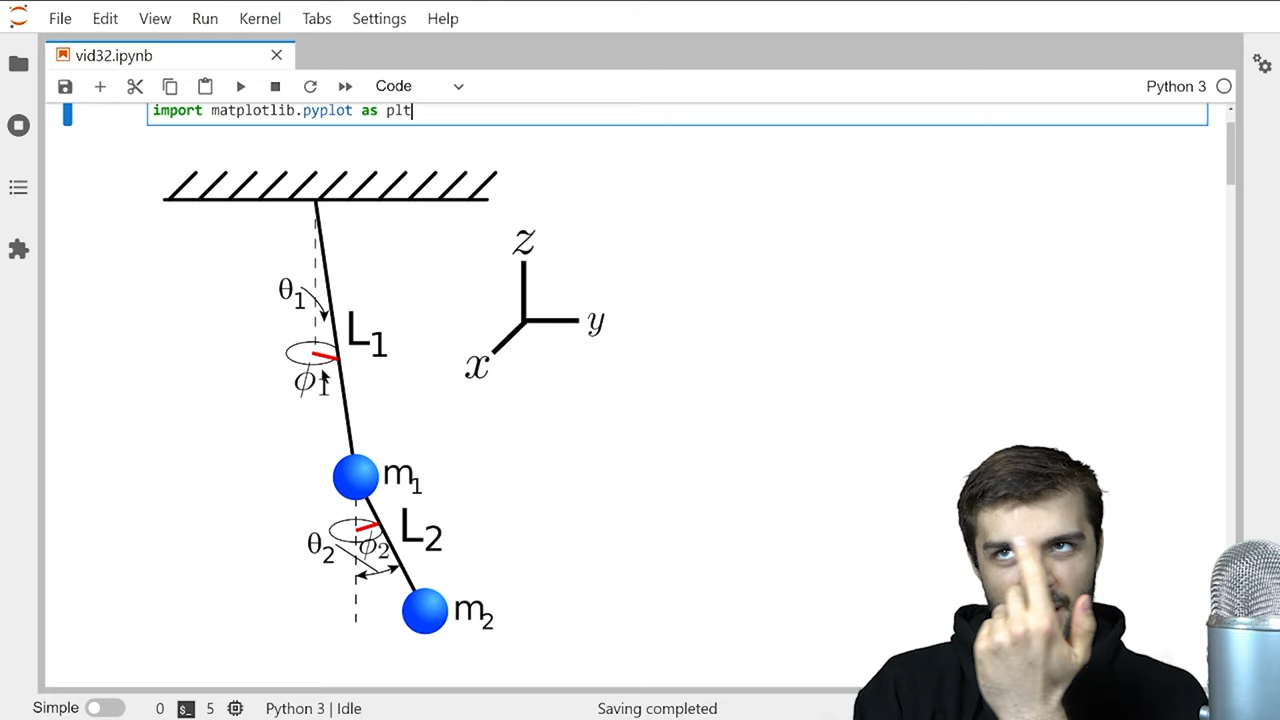 File Edit View Run Kernel Tabs Settings Help
vid32.ipynb
Code
Python 3
import matplotlib.pyplot as plt
z
θ1
L1
y
x
ϕ1
m1
L2
θ2
ϕ2
m2
Simple 0 $_ 5 Python 3 | Idle Saving completed